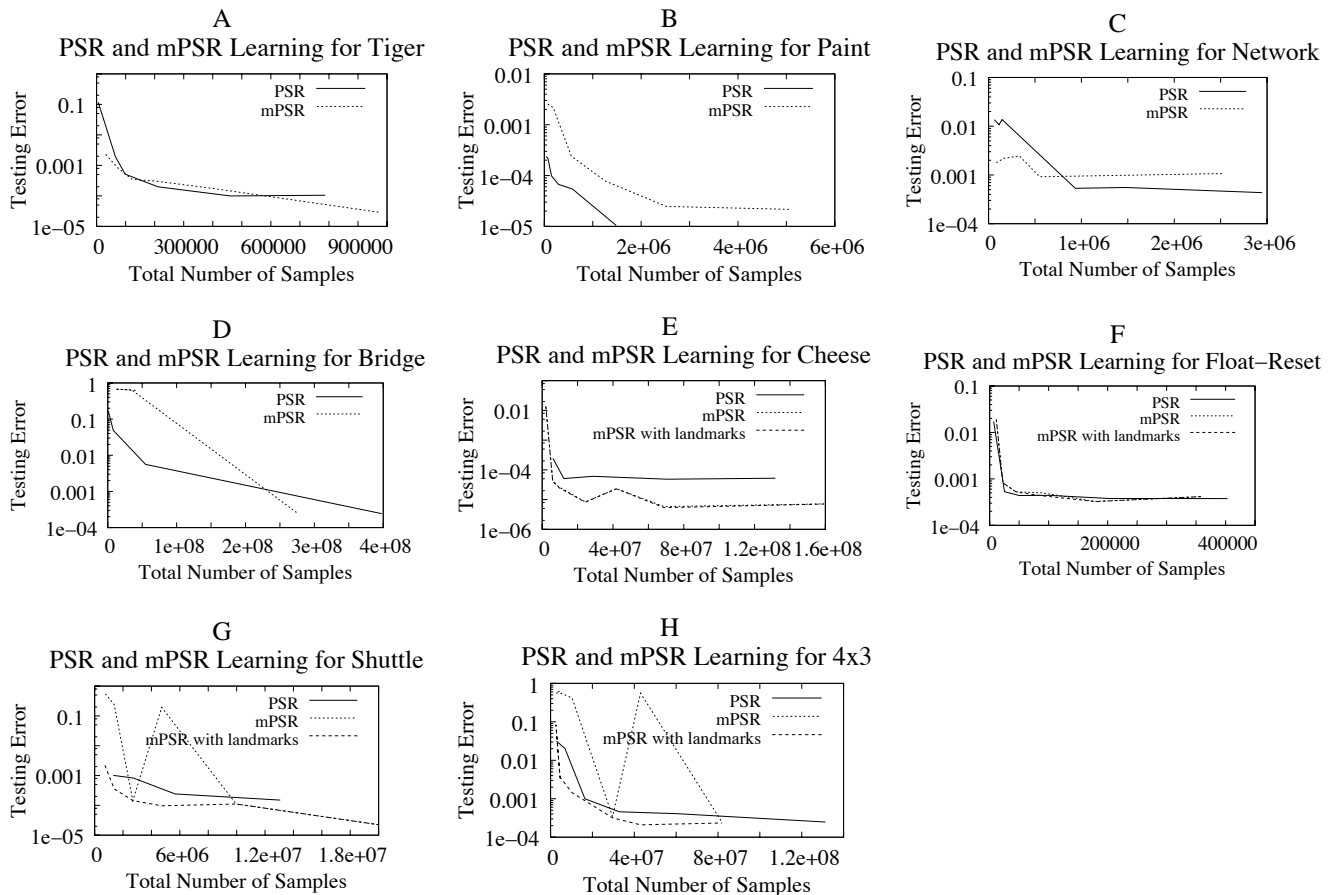 A
PSR and mPSR Learning for Tiger
Testing Error
0.1
0.001
1e−05
PSR
mPSR
0 300000 600000 900000
Total Number of Samples
B
PSR and mPSR Learning for Paint
Testing Error
0.01
0.001
1e−04
1e−05
PSR
mPSR
0 2e+06 4e+06 6e+06
Total Number of Samples
C
PSR and mPSR Learning for Network
Testing Error
0.1
0.01
0.001
1e−04
PSR
mPSR
0 1e+06 2e+06 3e+06
Total Number of Samples
D
PSR and mPSR Learning for Bridge
Testing Error
1
0.1
0.01
0.001
1e−04
PSR
mPSR
0 1e+08 2e+08 3e+08 4e+08
Total Number of Samples
E
PSR and mPSR Learning for Cheese
Testing Error
0.01
1e−04
1e−06
PSR
mPSR
mPSR with landmarks
0 4e+07 8e+07 1.2e+08 1.6e+08
Total Number of Samples
F
PSR and mPSR Learning for Float−Reset
Testing Error
0.1
0.01
0.001
1e−04
PSR
mPSR
mPSR with landmarks
0 200000 400000
Total Number of Samples
G
PSR and mPSR Learning for Shuttle
Testing Error
0.1
0.001
1e−05
PSR
mPSR
mPSR with landmarks
0 6e+06 1.2e+07 1.8e+07
Total Number of Samples
H
PSR and mPSR Learning for 4x3
Testing Error
1
0.1
0.01
0.001
1e−04
PSR
mPSR
mPSR with landmarks
0 4e+07 8e+07 1.2e+08
Total Number of Samples